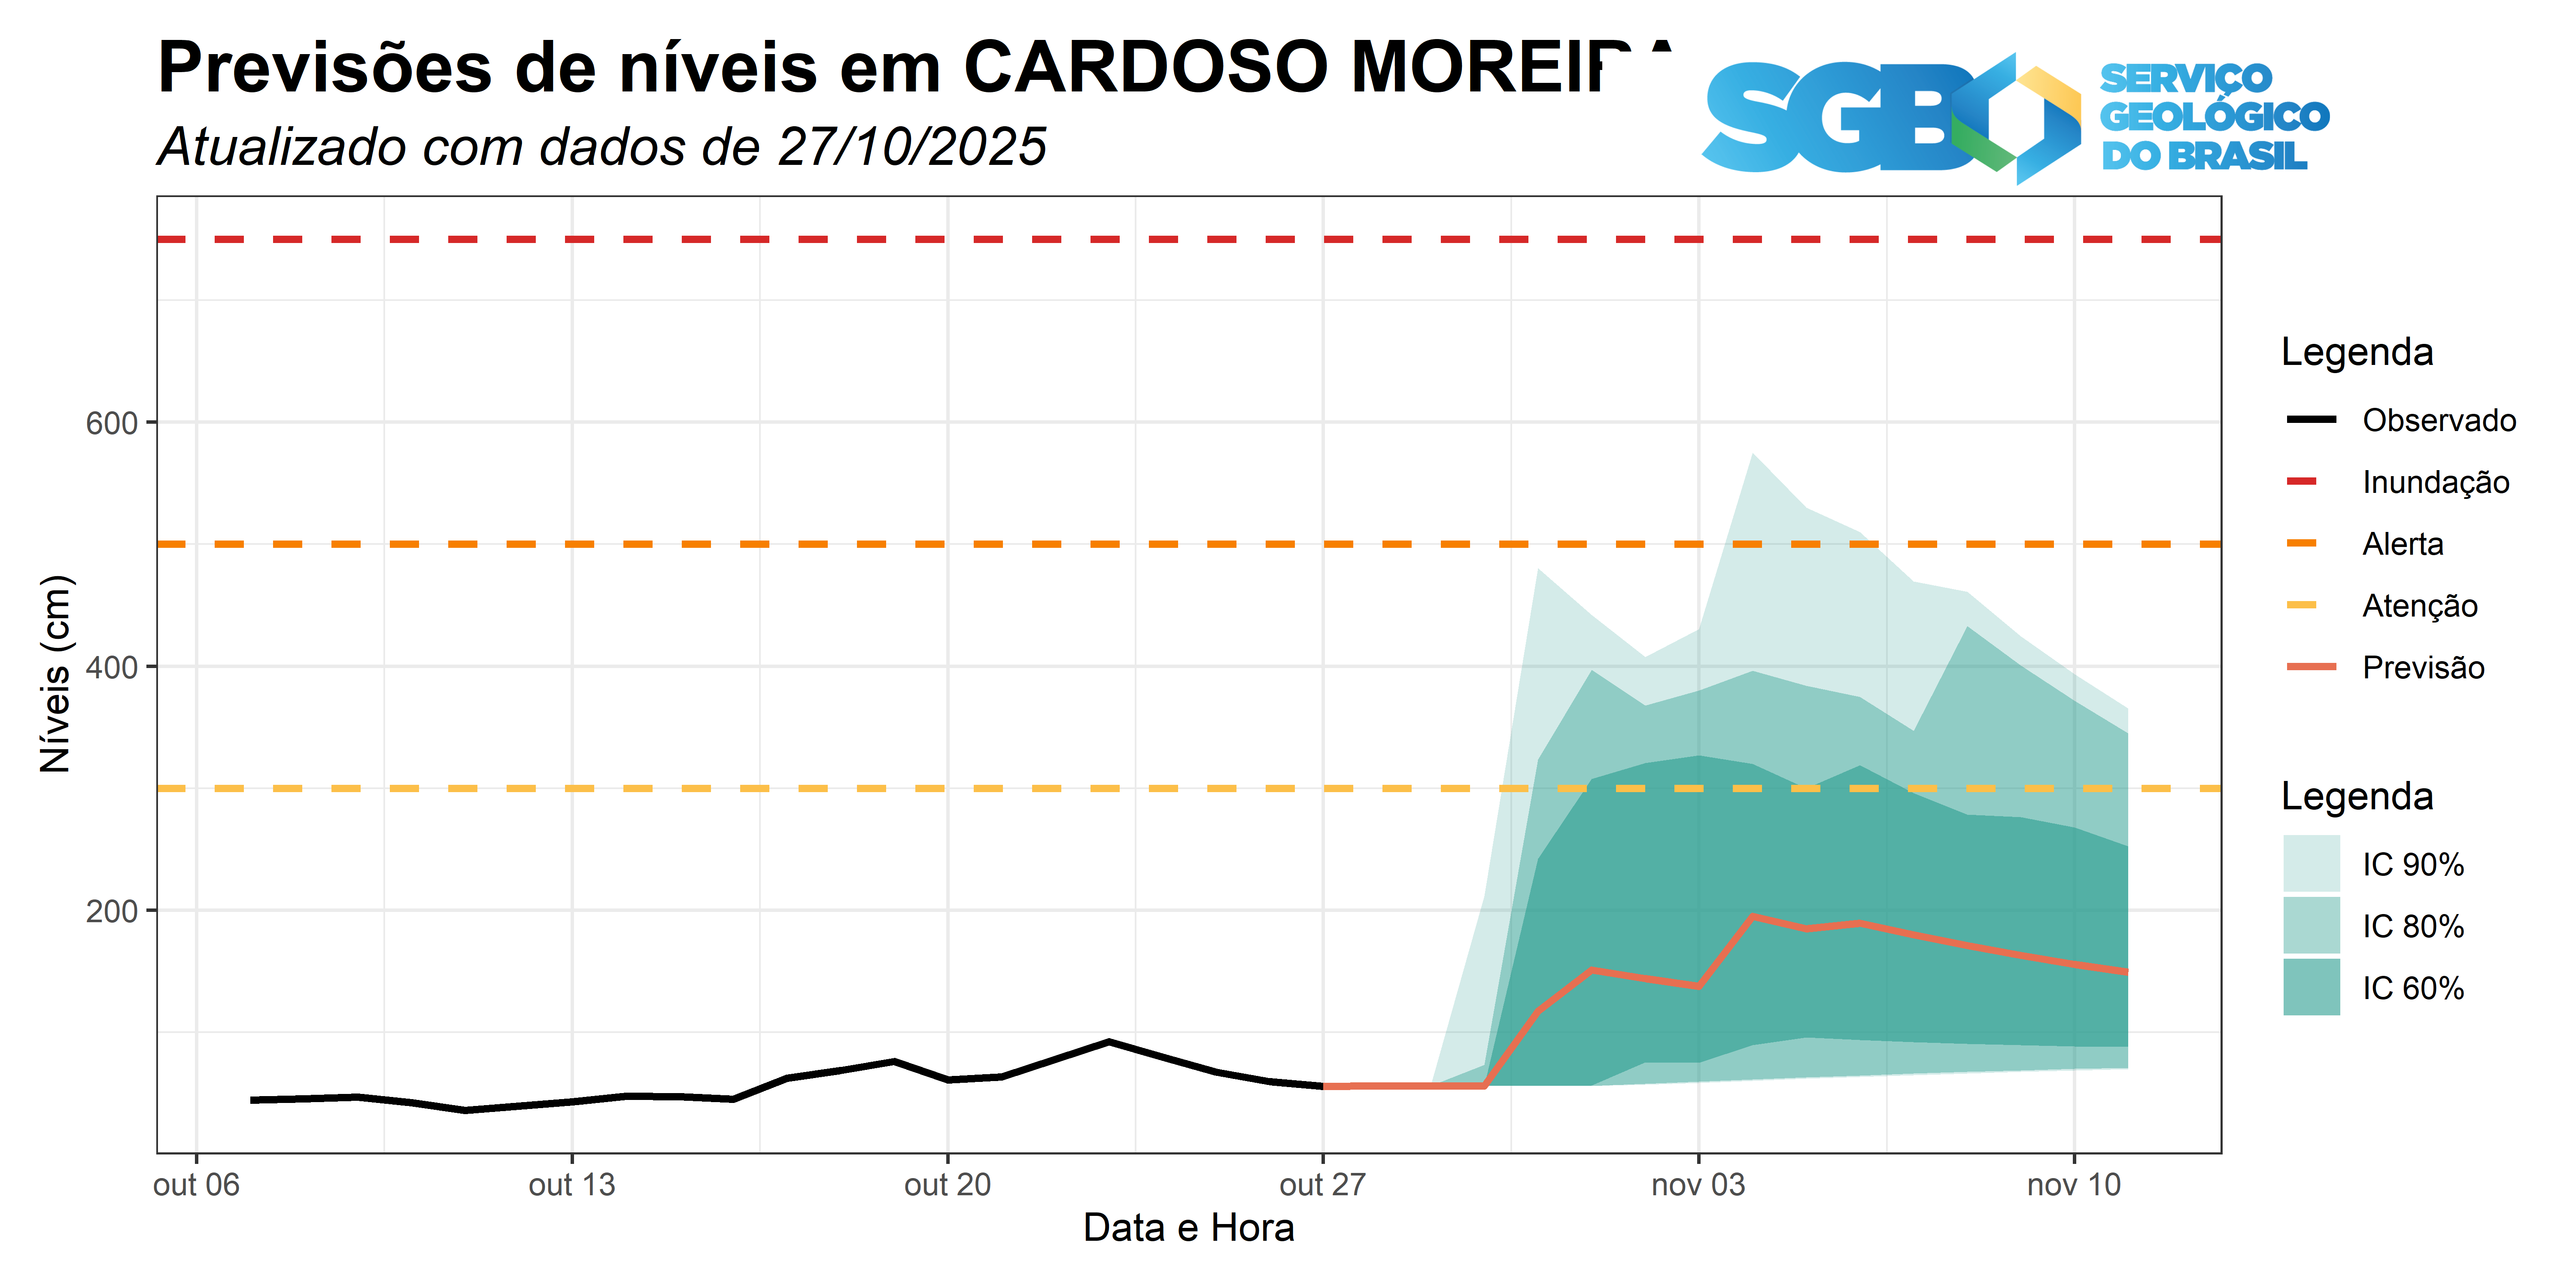 Previsões de níveis em CARDOSO MOREIRA
Atualizado com dados de 27/10/2025
SGB
SERVIÇO
GEOLÓGICO
DO BRASIL
Níveis (cm)
600
400
200
out 06
out 13
out 20
out 27
nov 03
nov 10
Data e Hora
Legenda
Observado
Inundação
Alerta
Atenção
Previsão
Legenda
IC 90%
IC 80%
IC 60%